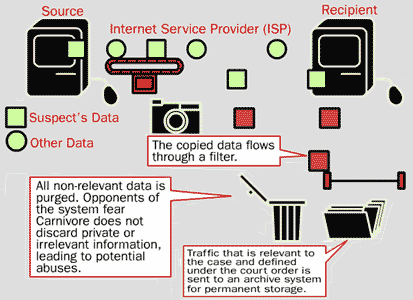 Source
Internet Service Provider (ISP)
Recipient
Suspect's Data
Other Data
The copied data flows
through a filter.
All non-relevant data is
purged. Opponents of
the system fear
Carnivore does not
discard private or
irrelevant information,
leading to potential
abuses.
Traffic that is relevant to
the case and defined
under the court order is
sent to an archive system
for permanent storage.